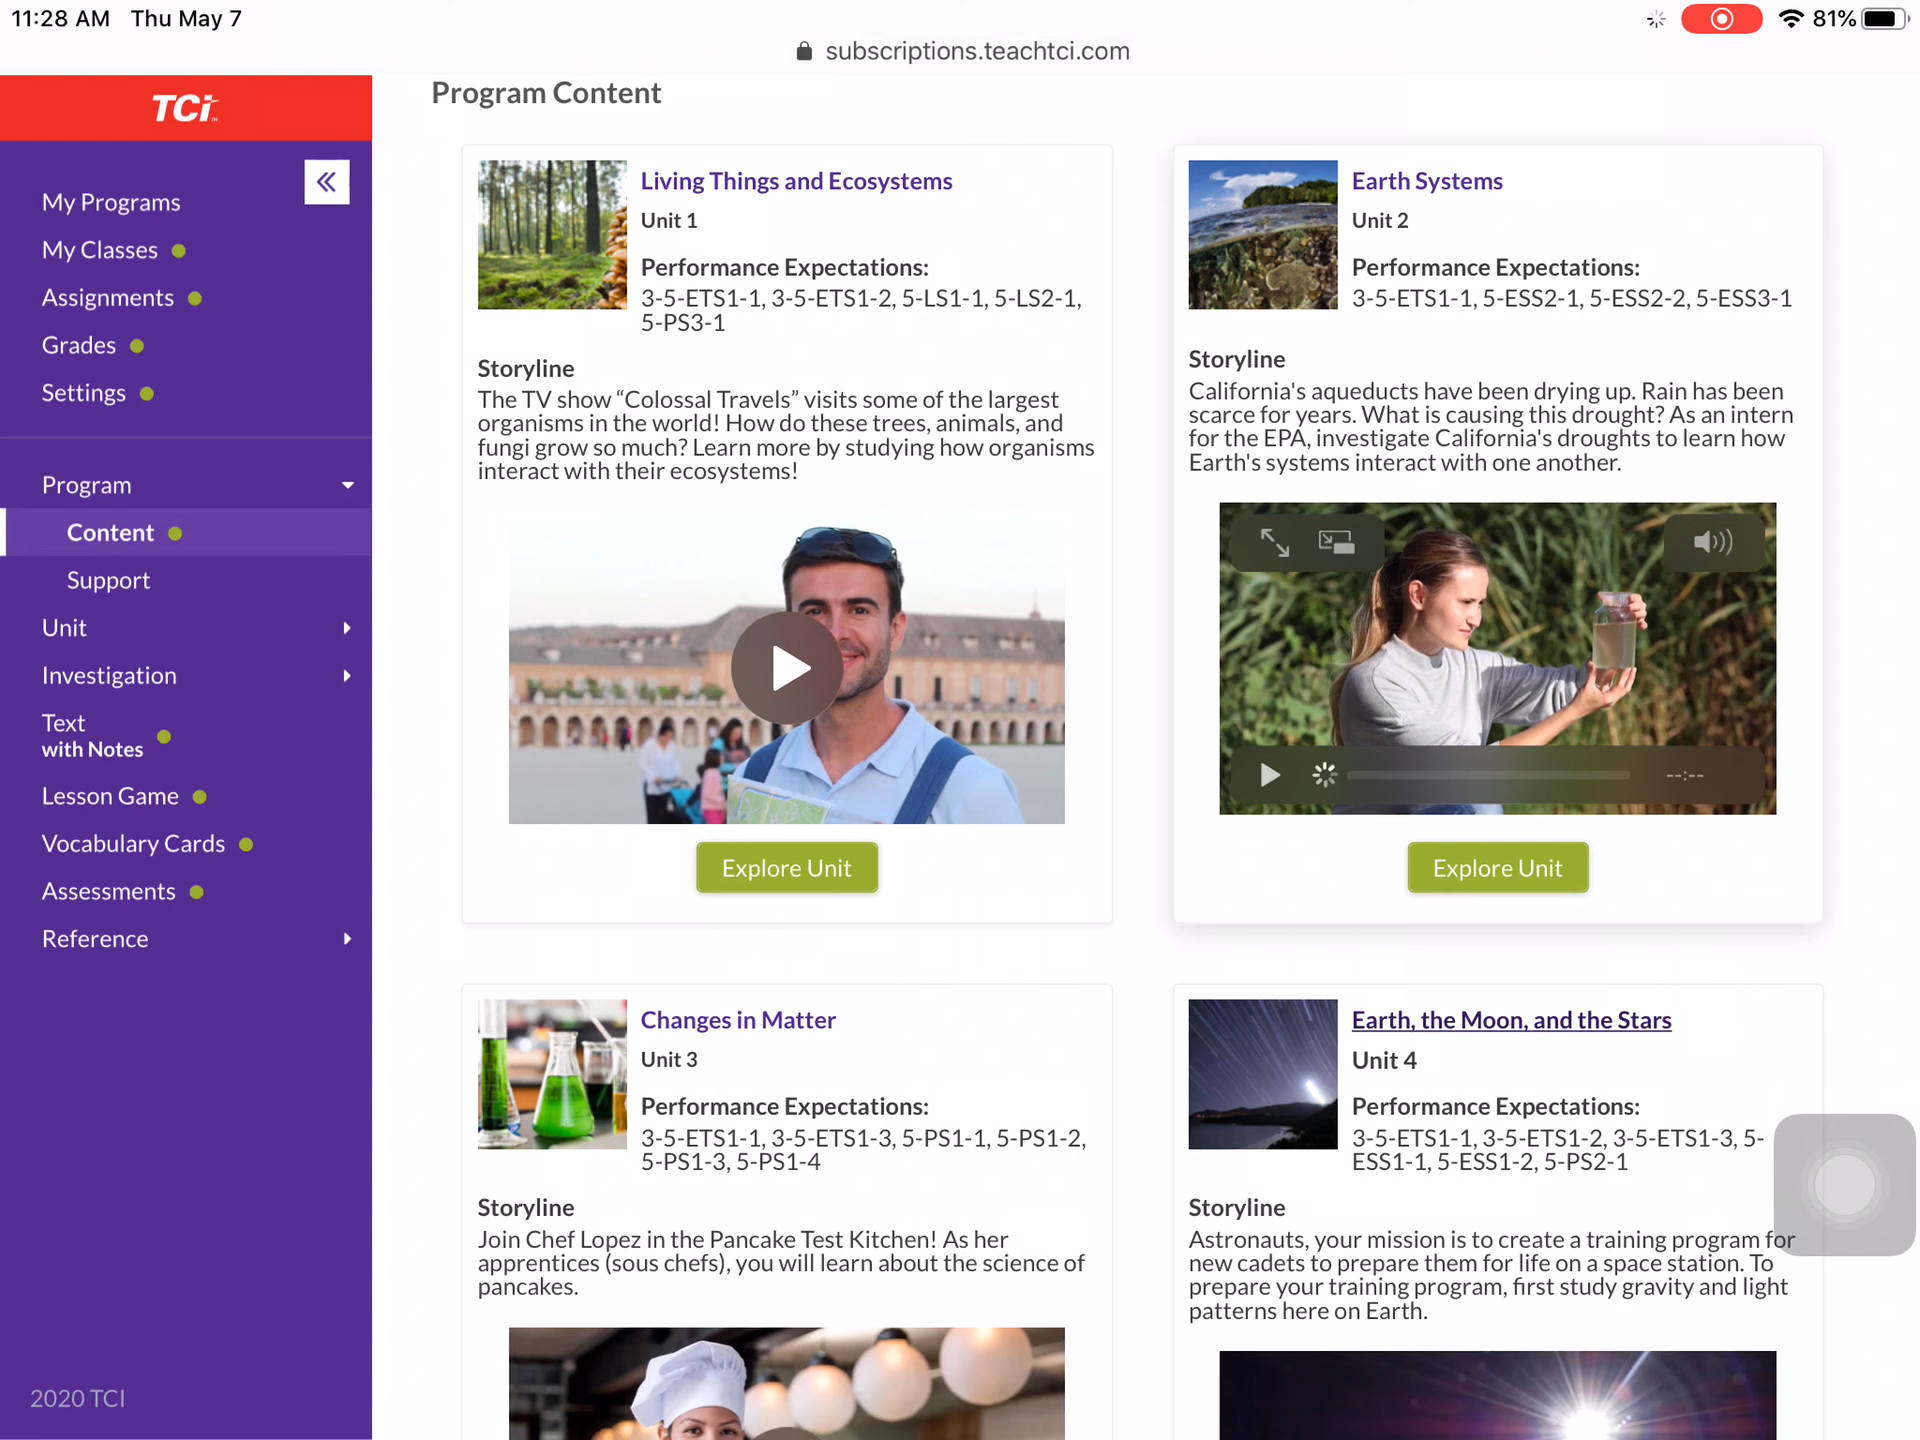 11:28 AM Thu May 7
81%
subscriptions.teachtci.com
TCi
My Programs
My Classes
Assignments
Grades
Settings
Program
Content
Support
Unit
Investigation
Text
with Notes
Lesson Game
Vocabulary Cards
Assessments
Reference
2020 TCI
Program Content
Living Things and Ecosystems
Unit 1
Performance Expectations:
3-5-ETS1-1, 3-5-ETS1-2, 5-LS1-1, 5-LS2-1,
5-PS3-1
Storyline
The TV show “Colossal Travels” visits some of the largest
organisms in the world! How do these trees, animals, and
fungi grow so much? Learn more by studying how organisms
interact with their ecosystems!
Explore Unit
Earth Systems
Unit 2
Performance Expectations:
3-5-ETS1-1, 5-ESS2-1, 5-ESS2-2, 5-ESS3-1
Storyline
California's aqueducts have been drying up. Rain has been
scarce for years. What is causing this drought? As an intern
for the EPA, investigate California's droughts to learn how
Earth's systems interact with one another.
--:--
Explore Unit
Changes in Matter
Unit 3
Performance Expectations:
3-5-ETS1-1, 3-5-ETS1-3, 5-PS1-1, 5-PS1-2,
5-PS1-3, 5-PS1-4
Storyline
Join Chef Lopez in the Pancake Test Kitchen! As her
apprentices (sous chefs), you will learn about the science of
pancakes.
Earth, the Moon, and the Stars
Unit 4
Performance Expectations:
3-5-ETS1-1, 3-5-ETS1-2, 3-5-ETS1-3, 5-
ESS1-1, 5-ESS1-2, 5-PS2-1
Storyline
Astronauts, your mission is to create a training program for
new cadets to prepare them for life on a space station. To
prepare your training program, first study gravity and light
patterns here on Earth.